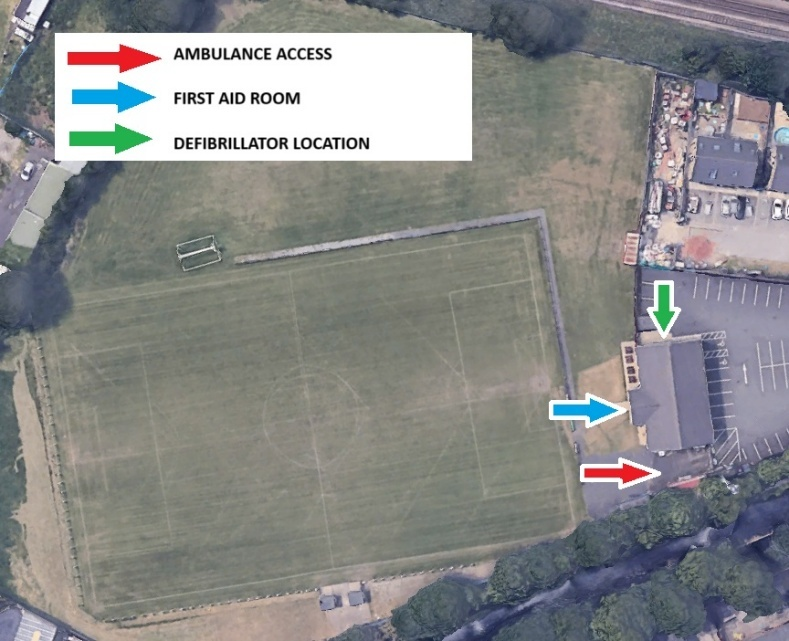 AMBULANCE ACCESS
FIRST AID ROOM
DEFIBRILLATOR LOCATION